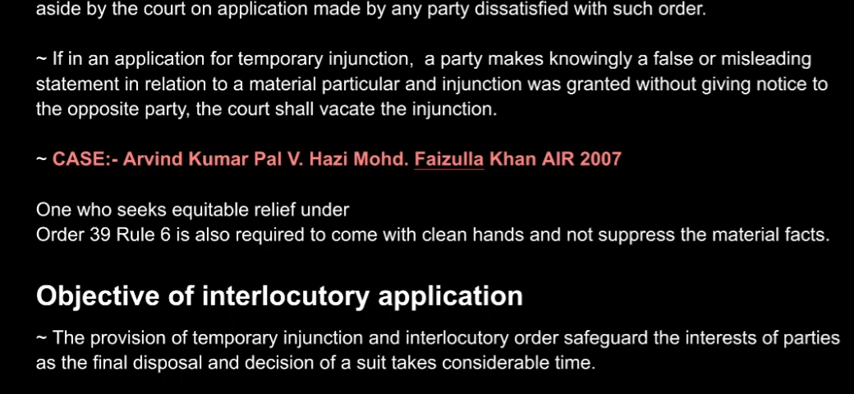 aside by the court on application made by any party dissatisfied with such order.
~ If in an application for temporary injunction,  a party makes knowingly a false or misleading
statement in relation to a material particular and injunction was granted without giving notice to
the opposite party, the court shall vacate the injunction.
~ CASE:- Arvind Kumar Pal V. Hazi Mohd. Faizulla Khan AIR 2007
One who seeks equitable relief under
Order 39 Rule 6 is also required to come with clean hands and not suppress the material facts.
Objective of interlocutory application
~ The provision of temporary injunction and interlocutory order safeguard the interests of parties
as the final disposal and decision of a suit takes considerable time.